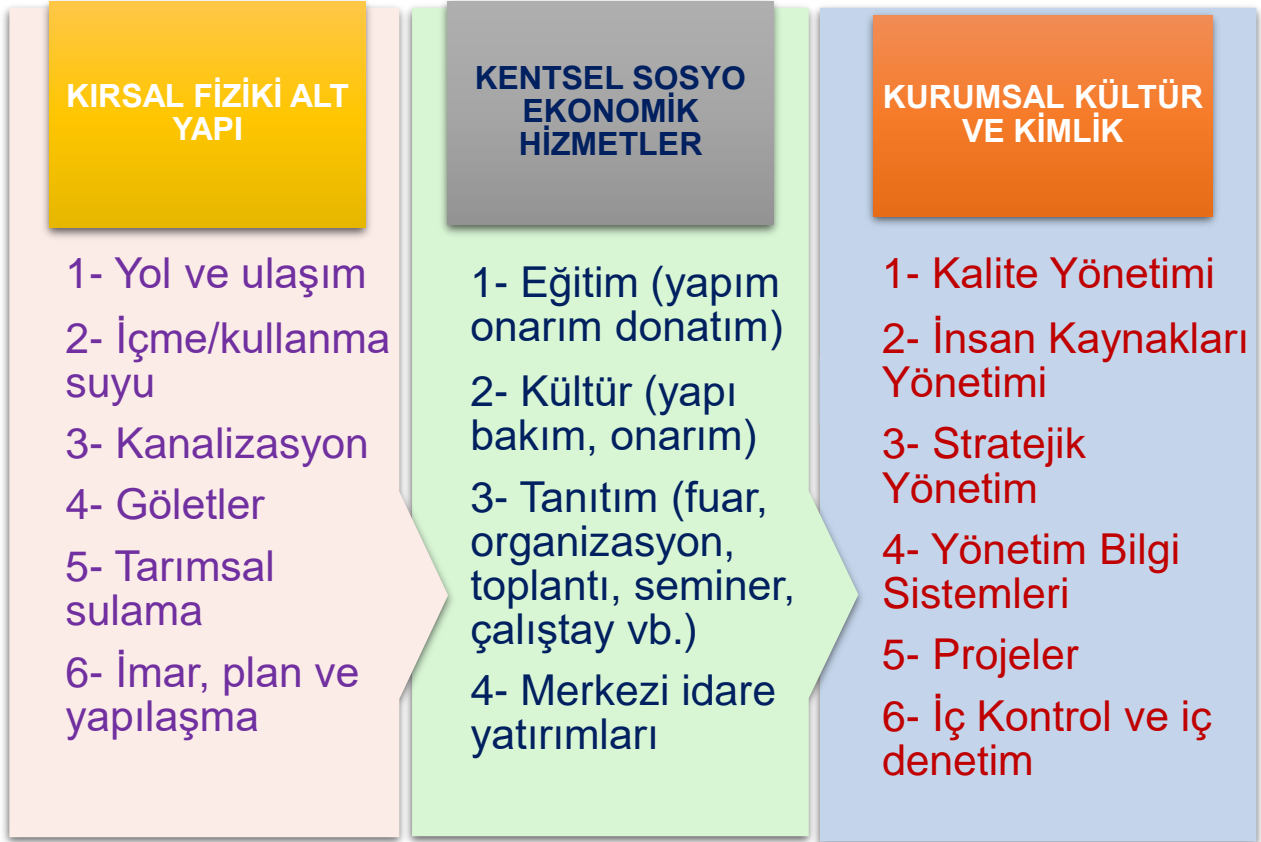 KIRSAL FİZİKİ ALT
YAPI
1- Yol ve ulaşım
2- İçme/kullanma
suyu
3- Kanalizasyon
4- Göletler
5- Tarımsal
sulama
6- İmar, plan ve
yapılaşma
KENTSEL SOSYO
EKONOMİK
HİZMETLER
1- Eğitim (yapım
onarım donatım)
2- Kültür (yapı
bakım, onarım)
3- Tanıtım (fuar,
organizasyon,
toplantı, seminer,
çalıştay vb.)
4- Merkezi idare
yatırımları
KURUMSAL KÜLTÜR
VE KİMLİK
1- Kalite Yönetimi
2- İnsan Kaynakları
Yönetimi
3- Stratejik
Yönetim
4- Yönetim Bilgi
Sistemleri
5- Projeler
6- İç Kontrol ve iç
denetim